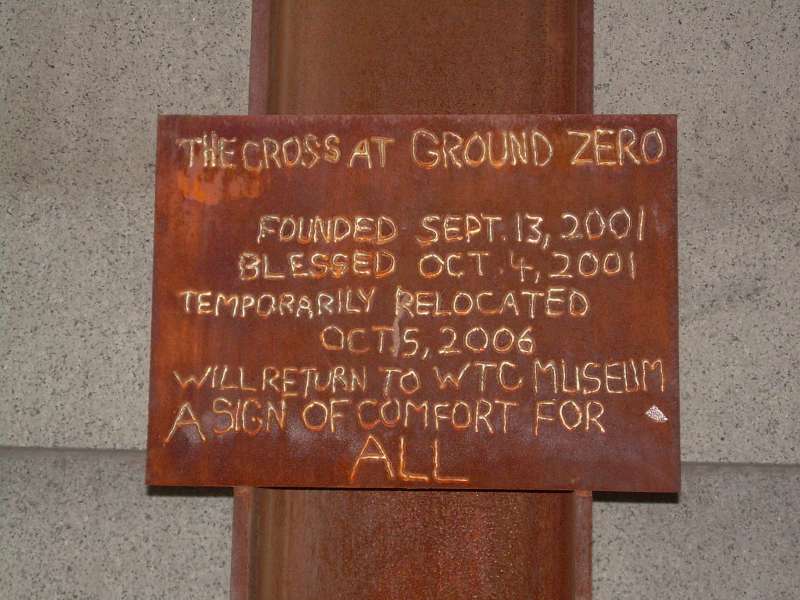 THE CROSS AT GROUND ZERO
FOUNDED SEPT. 13, 2001
BLESSED OCT. 4, 2001
TEMPORARILY RELOCATED
OCT. 5, 2006
WILL RETURN TO WTC MUSEUM
A SIGN OF COMFORT FOR
ALL